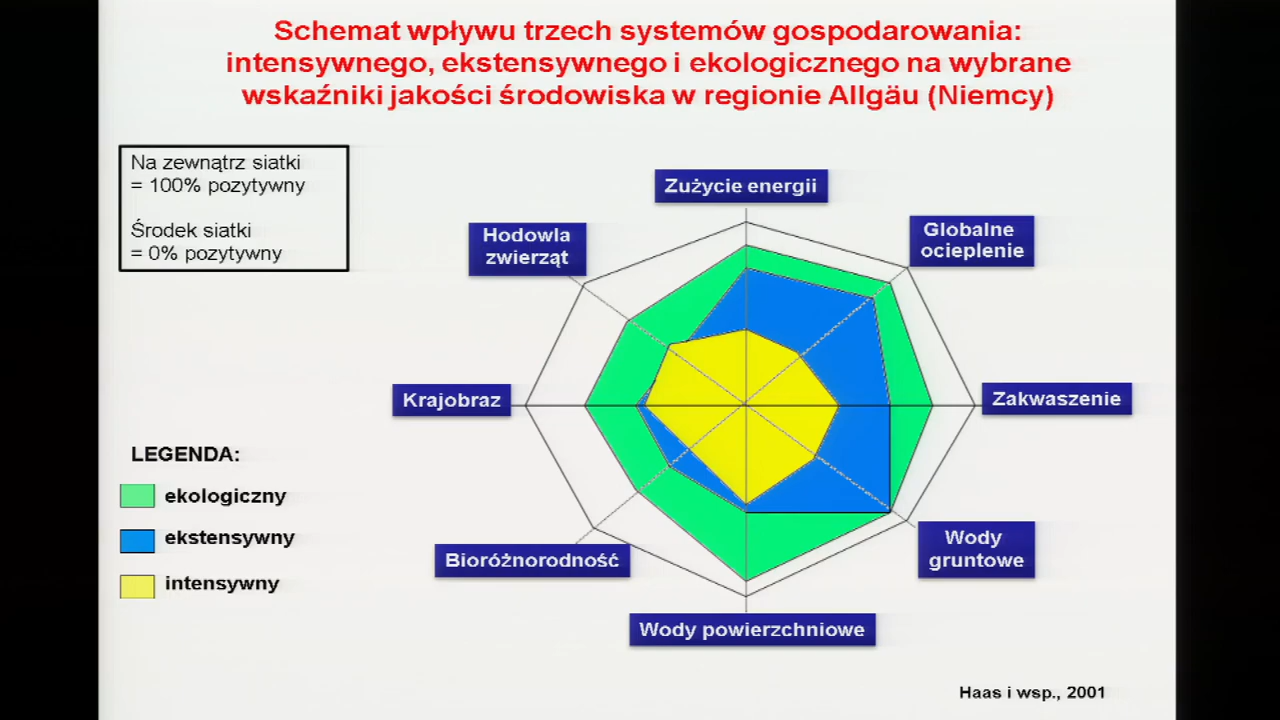 Schemat wpływu trzech systemów gospodarowania:
intensywnego, ekstensywnego i ekologicznego na wybrane
wskaźniki jakości środowiska w regionie Allgäu (Niemcy)
Na zewnątrz siatki
= 100% pozytywny
Środek siatki
= 0% pozytywny
Zużycie energii
Hodowla
zwierząt
Globalne
ocieplenie
Krajobraz
Zakwaszenie
LEGENDA:
ekologiczny
ekstensywny
intensywny
Bioróżnorodność
Wody
gruntowe
Wody powierzchniowe
Haas i wsp., 2001